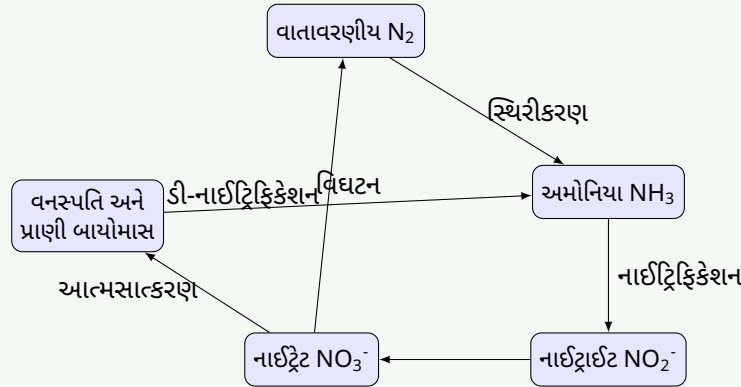 વાતાવરણીય N₂
સ્થિરીકરણ
વનસ્પતિ અને
પ્રાણી બાયોમાસ
ડી-નાઈટ્રિફિકેશન
વિઘટન
અમોનિયા NH₃
નાઈટ્રિફિકેશન
આત્મસાત્કરણ
નાઈટ્રેટ NO₃⁻
નાઈટ્રાઈટ NO₂⁻